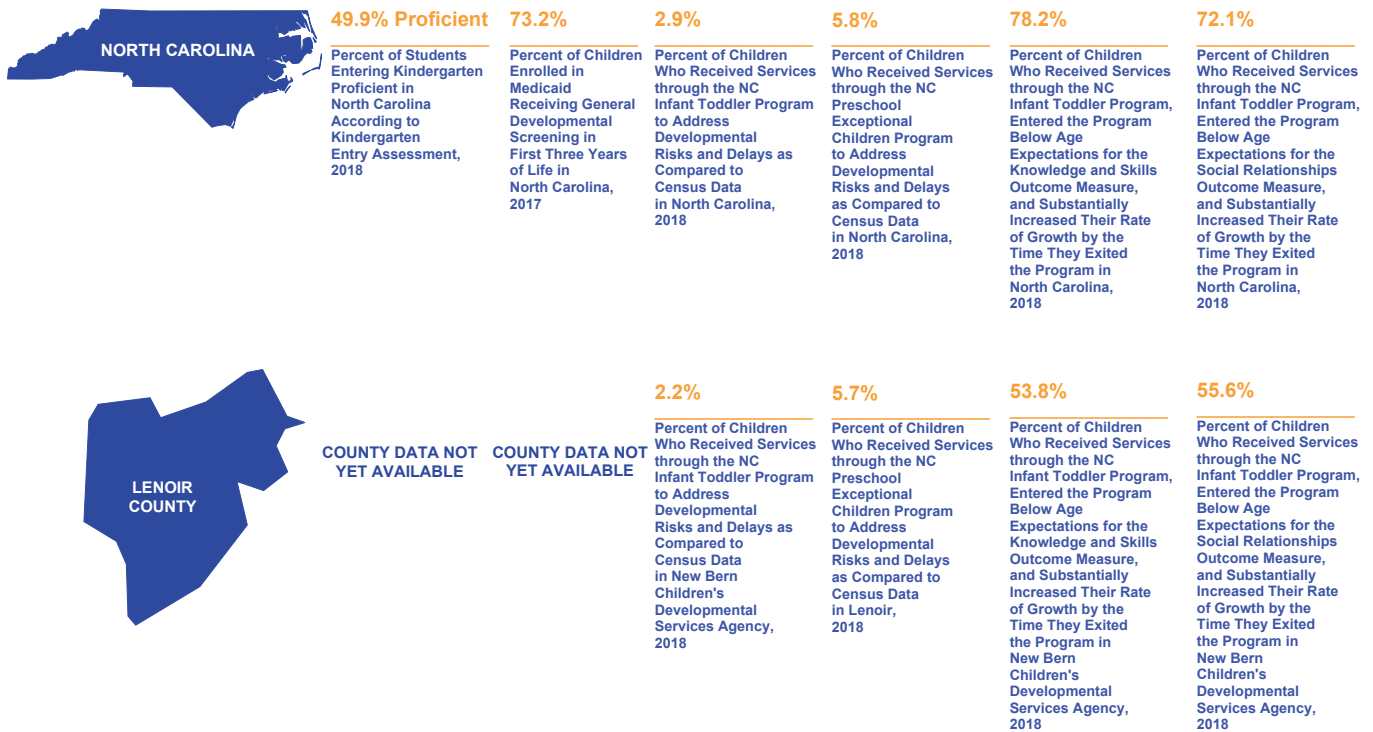 NORTH CAROLINA
49.9% Proficient
Percent of Students
Entering Kindergarten
Proficient in
North Carolina
According to
Kindergarten
Entry Assessment,
2018
73.2%
Percent of Children
Enrolled in
Medicaid
Receiving General
Developmental
Screening in
First Three Years
of Life in
North Carolina,
2017
2.9%
Percent of Children
Who Received Services
through the NC
Infant Toddler Program
to Address
Developmental
Risks and Delays as
Compared to
Census Data
in North Carolina,
2018
5.8%
Percent of Children
Who Received Services
through the NC
Preschool
Exceptional
Children Program
to Address
Developmental
Risks and Delays
as Compared to
Census Data
in North Carolina,
2018
78.2%
Percent of Children
Who Received Services
through the NC
Infant Toddler Program,
Entered the Program
Below Age
Expectations for the
Knowledge and Skills
Outcome Measure,
and Substantially
Increased Their Rate
of Growth by the
Time They Exited
the Program in
North Carolina,
2018
72.1%
Percent of Children
Who Received Services
through the NC
Infant Toddler Program,
Entered the Program
Below Age
Expectations for the
Social Relationships
Outcome Measure,
and Substantially
Increased Their Rate
of Growth by the
Time They Exited
the Program in
North Carolina,
2018
LENOIR
COUNTY
COUNTY DATA NOT
YET AVAILABLE
COUNTY DATA NOT
YET AVAILABLE
2.2%
Percent of Children
Who Received Services
through the NC
Infant Toddler Program
to Address
Developmental
Risks and Delays as
Compared to
Census Data
in New Bern
Children's
Developmental
Services Agency,
2018
5.7%
Percent of Children
Who Received Services
through the NC
Preschool
Exceptional
Children Program
to Address
Developmental
Risks and Delays
as Compared to
Census Data
in Lenoir,
2018
53.8%
Percent of Children
Who Received Services
through the NC
Infant Toddler Program,
Entered the Program
Below Age
Expectations for the
Knowledge and Skills
Outcome Measure,
and Substantially
Increased Their Rate
of Growth by the
Time They Exited
the Program in
New Bern
Children's
Developmental
Services Agency,
2018
55.6%
Percent of Children
Who Received Services
through the NC
Infant Toddler Program,
Entered the Program
Below Age
Expectations for the
Social Relationships
Outcome Measure,
and Substantially
Increased Their Rate
of Growth by the
Time They Exited
the Program in
New Bern
Children's
Developmental
Services Agency,
2018